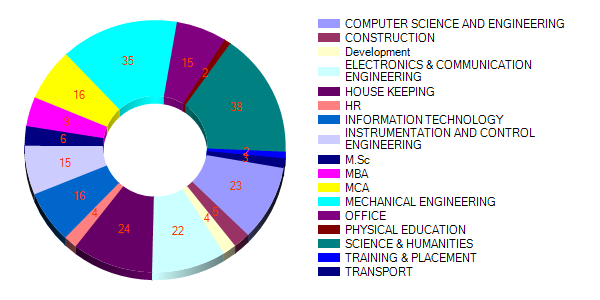 35
15
2
16
38
6
2
15
23
16
4
24
22
4
COMPUTER SCIENCE AND ENGINEERING
CONSTRUCTION
Development
ELECTRONICS & COMMUNICATION
ENGINEERING
HOUSE KEEPING
HR
INFORMATION TECHNOLOGY
INSTRUMENTATION AND CONTROL
ENGINEERING
M.Sc
MBA
MCA
MECHANICAL ENGINEERING
OFFICE
PHYSICAL EDUCATION
SCIENCE & HUMANITIES
TRAINING & PLACEMENT
TRANSPORT